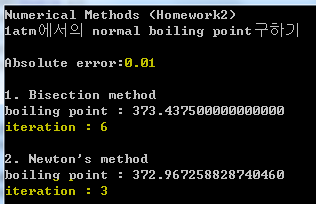 Numerical Methods (Homework2)
1atm에서의 normal boiling point구하기
Absolute error:0.01
1. Bisection method
boiling point : 373.437500000000000
iteration : 6
2. Newton's method
boiling point : 372.967258828740460
iteration : 3